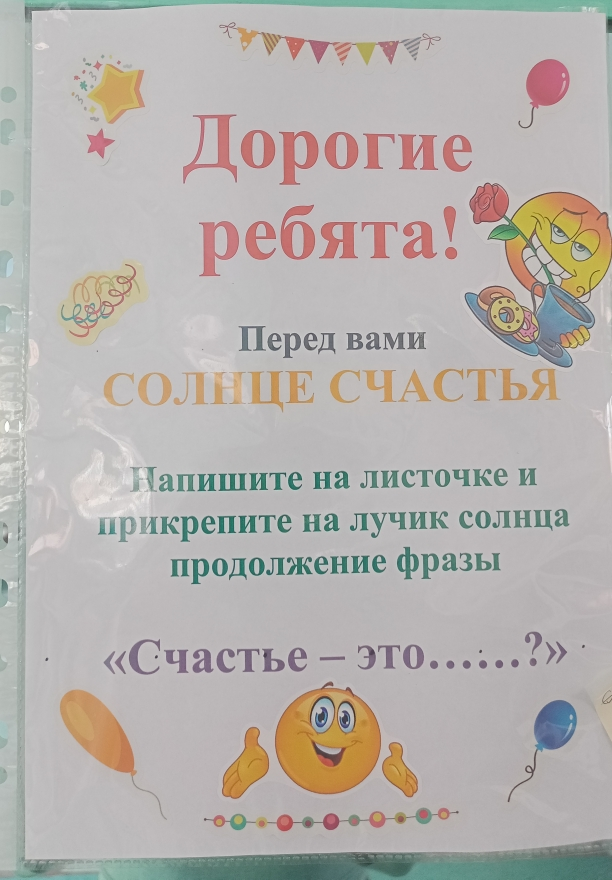 Дорогие
ребята!
Перед вами
СОЛНЦЕ СЧАСТЬЯ
Напишите на листочке и
прикрепите на лучик солнца
продолжение фразы
«Счастье – это……?»